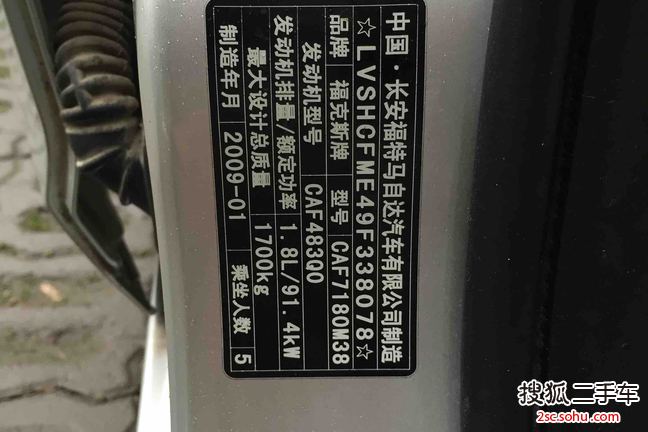 中国·长安福特马自达汽车有限公司制造
☆LVSHCFME49F338078☆
品牌 福克斯牌 型号 CAF7180M38
发动机型号 CAF483Q0
发动机排量/额定功率 1.8L/91.4kW
最大设计总质量 1700kg
制造年月 2009-01 乘坐人数 5
搜狐二手车
2sc.sohu.com